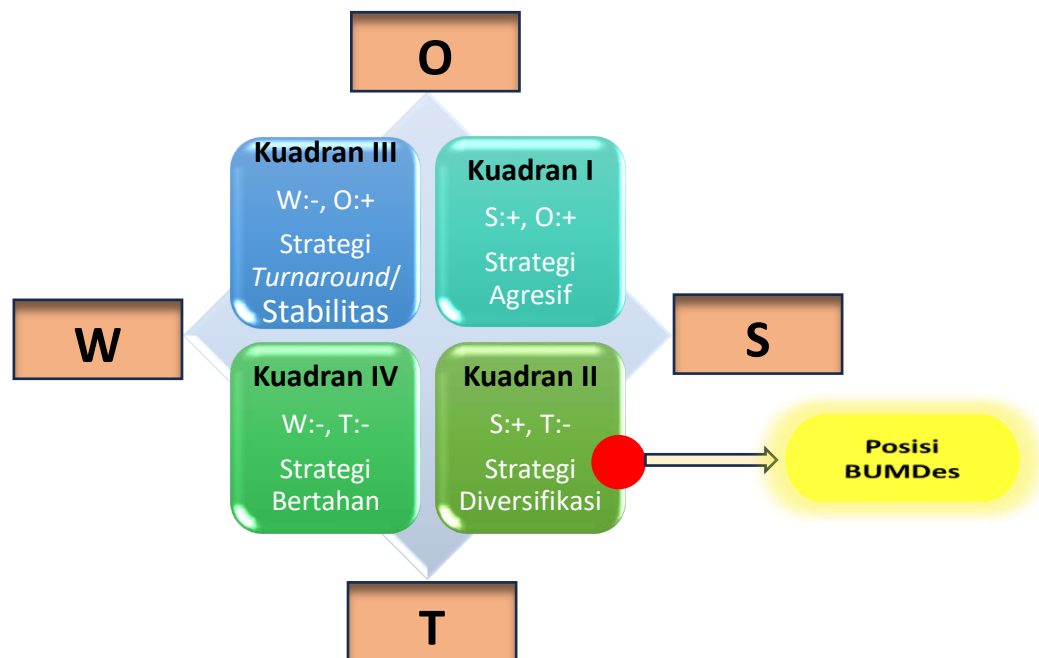 O
Kuadran III
W:-, O:+
Strategi
Turnaround/
Stabilitas
Kuadran I
S:+, O:+
Strategi
Agresif
W
S
Kuadran IV
W:-, T:-
Strategi
Bertahan
Kuadran II
S:+, T:-
Strategi
Diversifikasi
Posisi
BUMDes
T